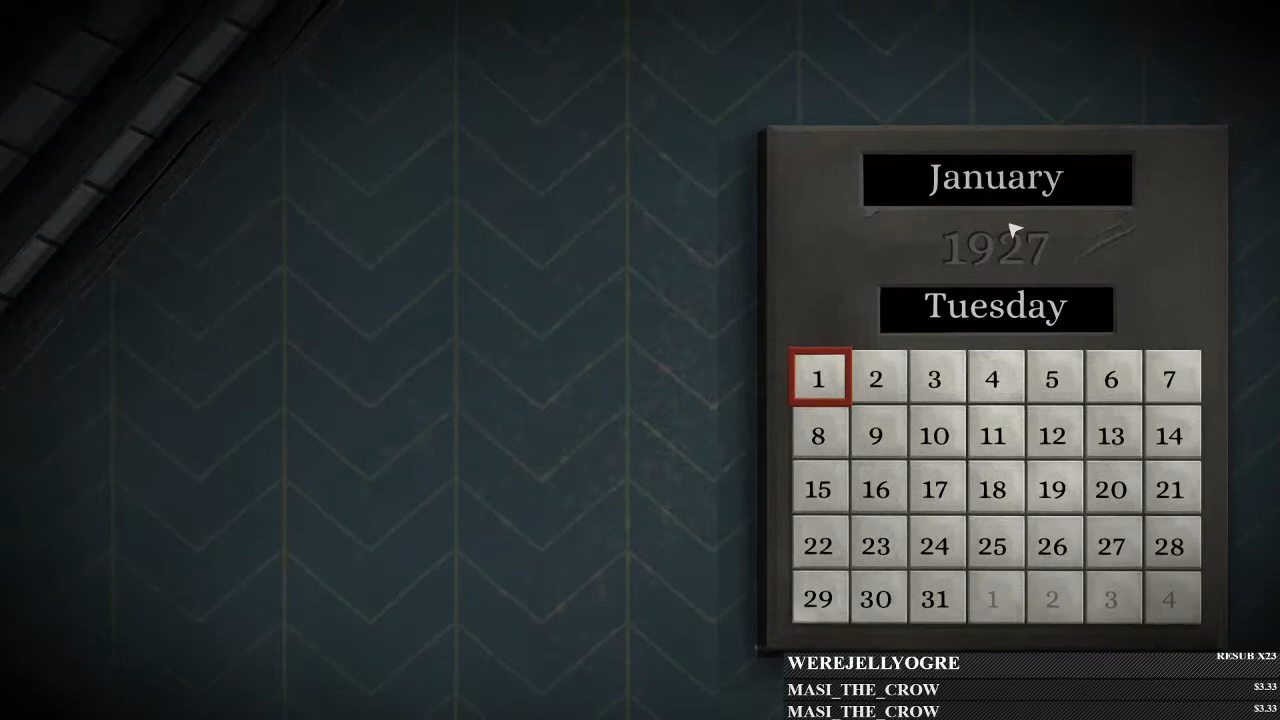 January
1927
Tuesday
1 2 3 4 5 6 7
8 9 10 11 12 13 14
15 16 17 18 19 20 21
22 23 24 25 26 27 28
29 30 31 1 2 3 4
RESUB X23
WEREJELLYOGRE
MASI_THE_CROW $3.33
MASI_THE_CROW $3.33